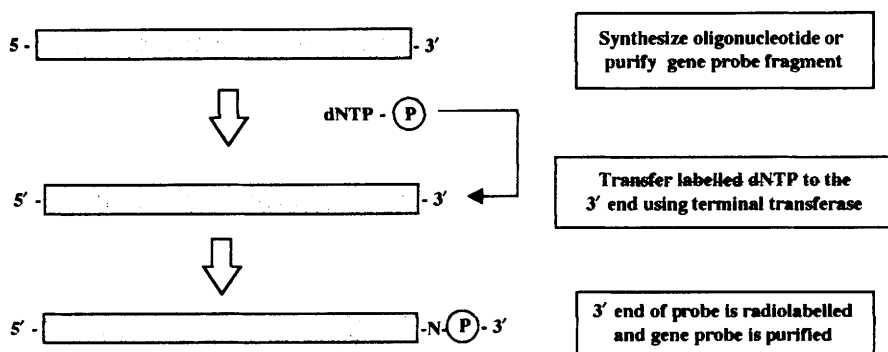 5 -
- 3′
Synthesize oligonucleotide or
purify gene probe fragment
dNTP - P
5′ -
- 3′
Transfer labelled dNTP to the
3′ end using terminal transferase
5′ -
-N- P - 3′
3′ end of probe is radiolabelled
and gene probe is purified